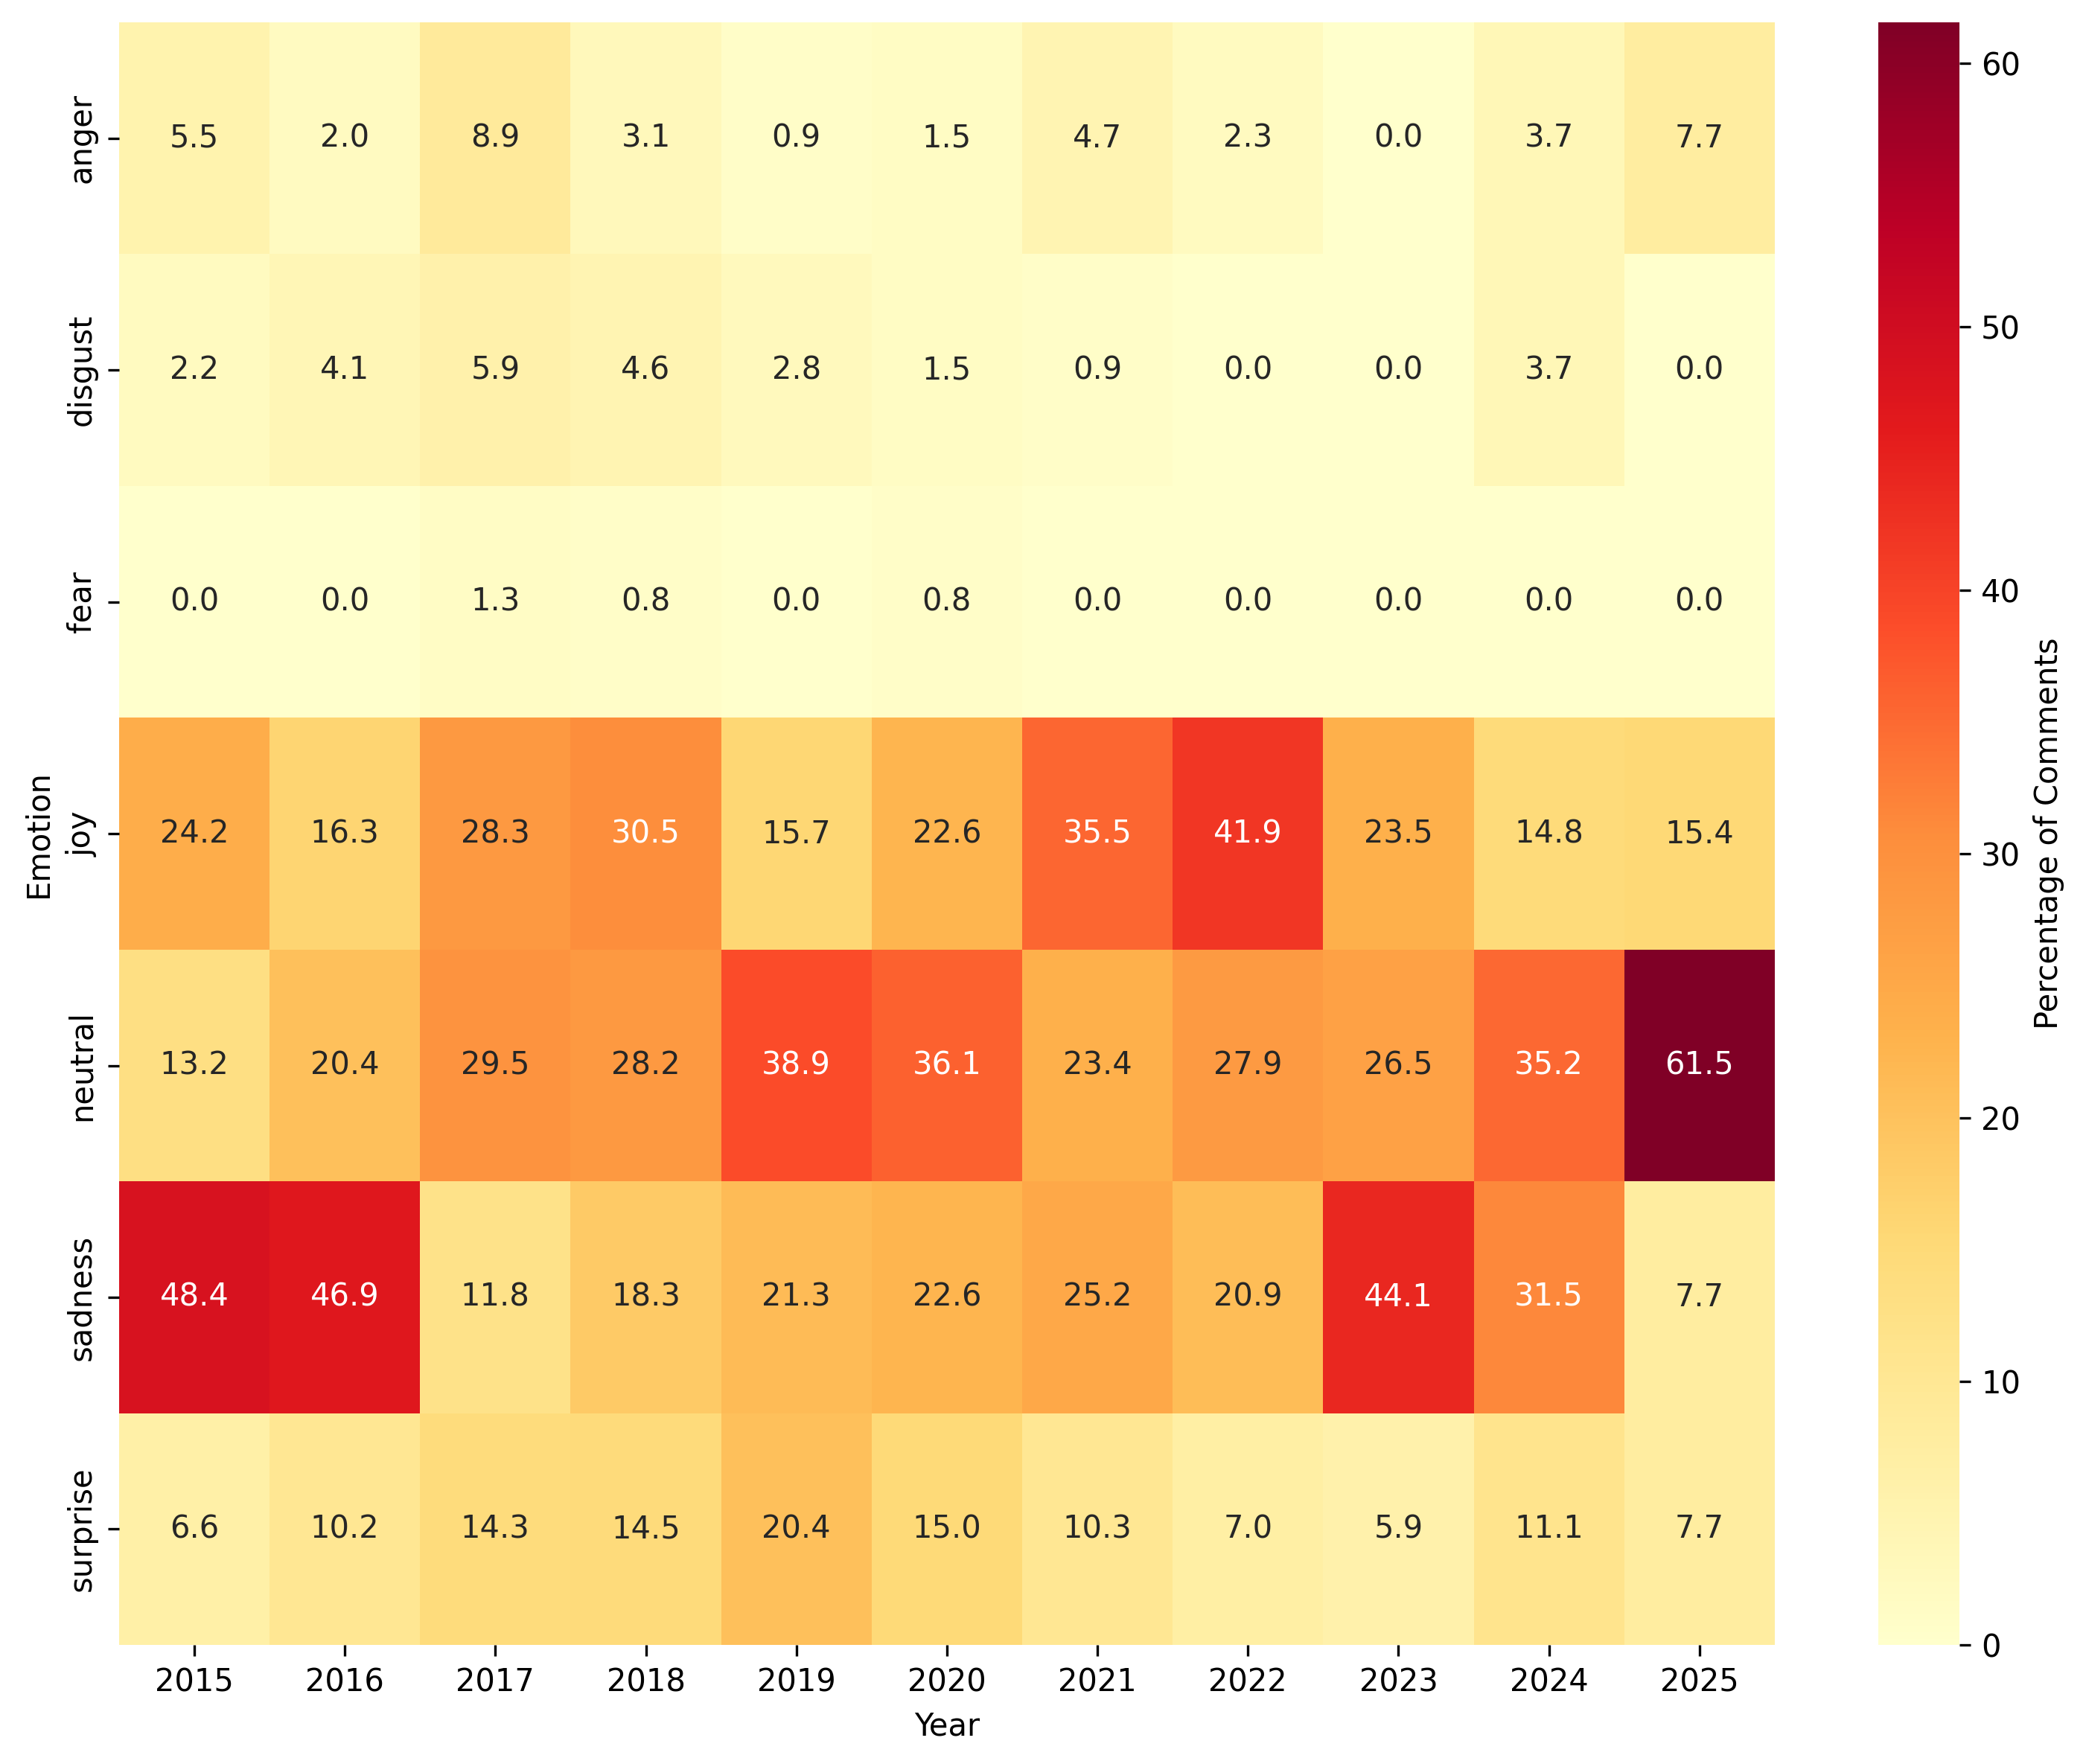 anger 5.5 2.0 8.9 3.1 0.9 1.5 4.7 2.3 0.0 3.7 7.7
disgust 2.2 4.1 5.9 4.6 2.8 1.5 0.9 0.0 0.0 3.7 0.0
fear 0.0 0.0 1.3 0.8 0.0 0.8 0.0 0.0 0.0 0.0 0.0
Emotion
joy 24.2 16.3 28.3 30.5 15.7 22.6 35.5 41.9 23.5 14.8 15.4
neutral 13.2 20.4 29.5 28.2 38.9 36.1 23.4 27.9 26.5 35.2 61.5
sadness 48.4 46.9 11.8 18.3 21.3 22.6 25.2 20.9 44.1 31.5 7.7
surprise 6.6 10.2 14.3 14.5 20.4 15.0 10.3 7.0 5.9 11.1 7.7
2015 2016 2017 2018 2019 2020 2021 2022 2023 2024 2025
Year
60
50
40
30
20
10
0
Percentage of Comments